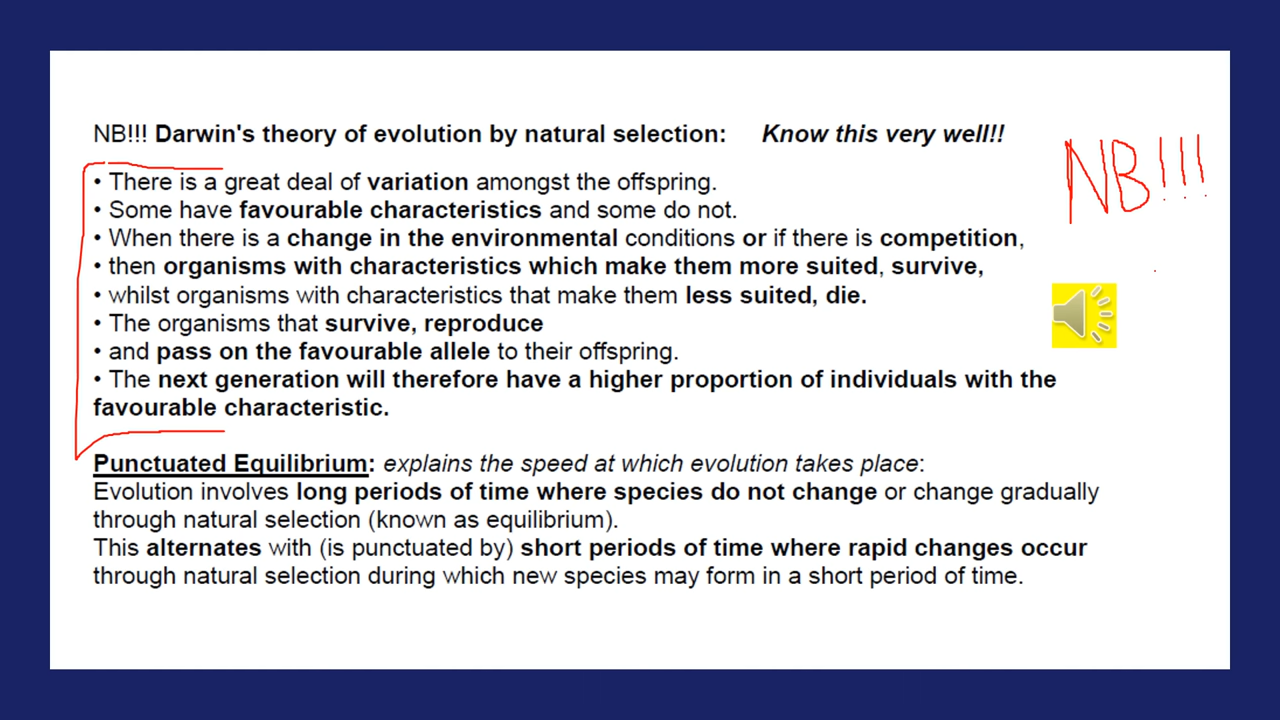 NB!!! Darwin's theory of evolution by natural selection: Know this very well!!
NB!!!
• There is a great deal of variation amongst the offspring.
• Some have favourable characteristics and some do not.
• When there is a change in the environmental conditions or if there is competition,
• then organisms with characteristics which make them more suited, survive,
• whilst organisms with characteristics that make them less suited, die.
• The organisms that survive, reproduce
• and pass on the favourable allele to their offspring.
• The next generation will therefore have a higher proportion of individuals with the
favourable characteristic.
Punctuated Equilibrium: explains the speed at which evolution takes place:
Evolution involves long periods of time where species do not change or change gradually
through natural selection (known as equilibrium).
This alternates with (is punctuated by) short periods of time where rapid changes occur
through natural selection during which new species may form in a short period of time.